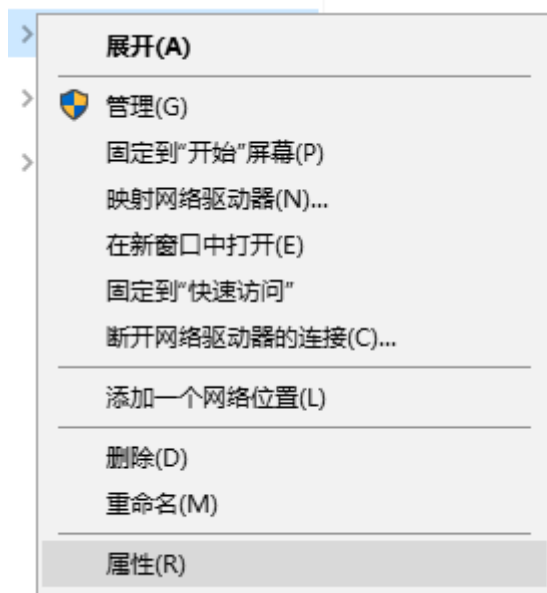 展开(A)
管理(G)
固定到"开始"屏幕(P)
映射网络驱动器(N)...
在新窗口中打开(E)
固定到"快速访问"
断开网络驱动器的连接(C)...
添加一个网络位置(L)
删除(D)
重命名(M)
属性(R)